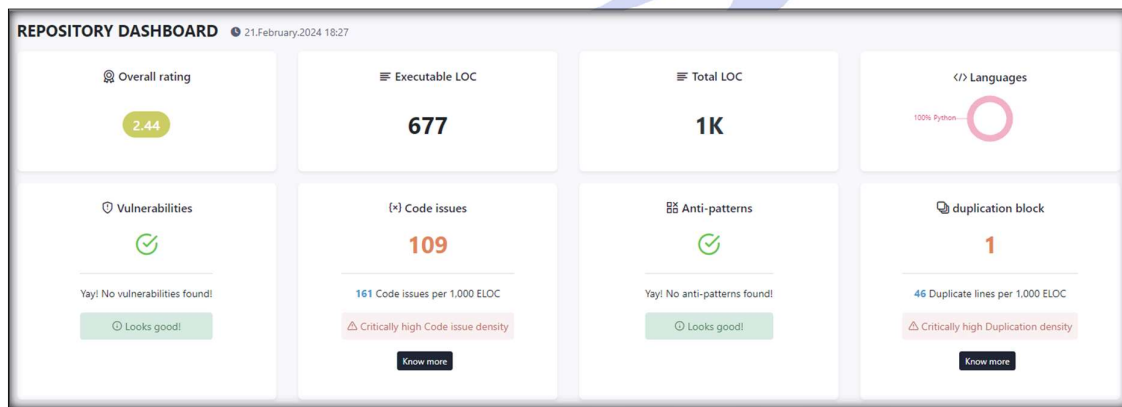 REPOSITORY DASHBOARD 21.February.2024 18:27
Overall rating
2.44
Executable LOC
677
Total LOC
1K
</> Languages
100% Python
Vulnerabilities
Yay! No vulnerabilities found!
Looks good!
{×} Code issues
109
161 Code issues per 1,000 ELOC
Critically high Code issue density
Know more
Anti-patterns
Yay! No anti-patterns found!
Looks good!
duplication block
1
46 Duplicate lines per 1,000 ELOC
Critically high Duplication density
Know more